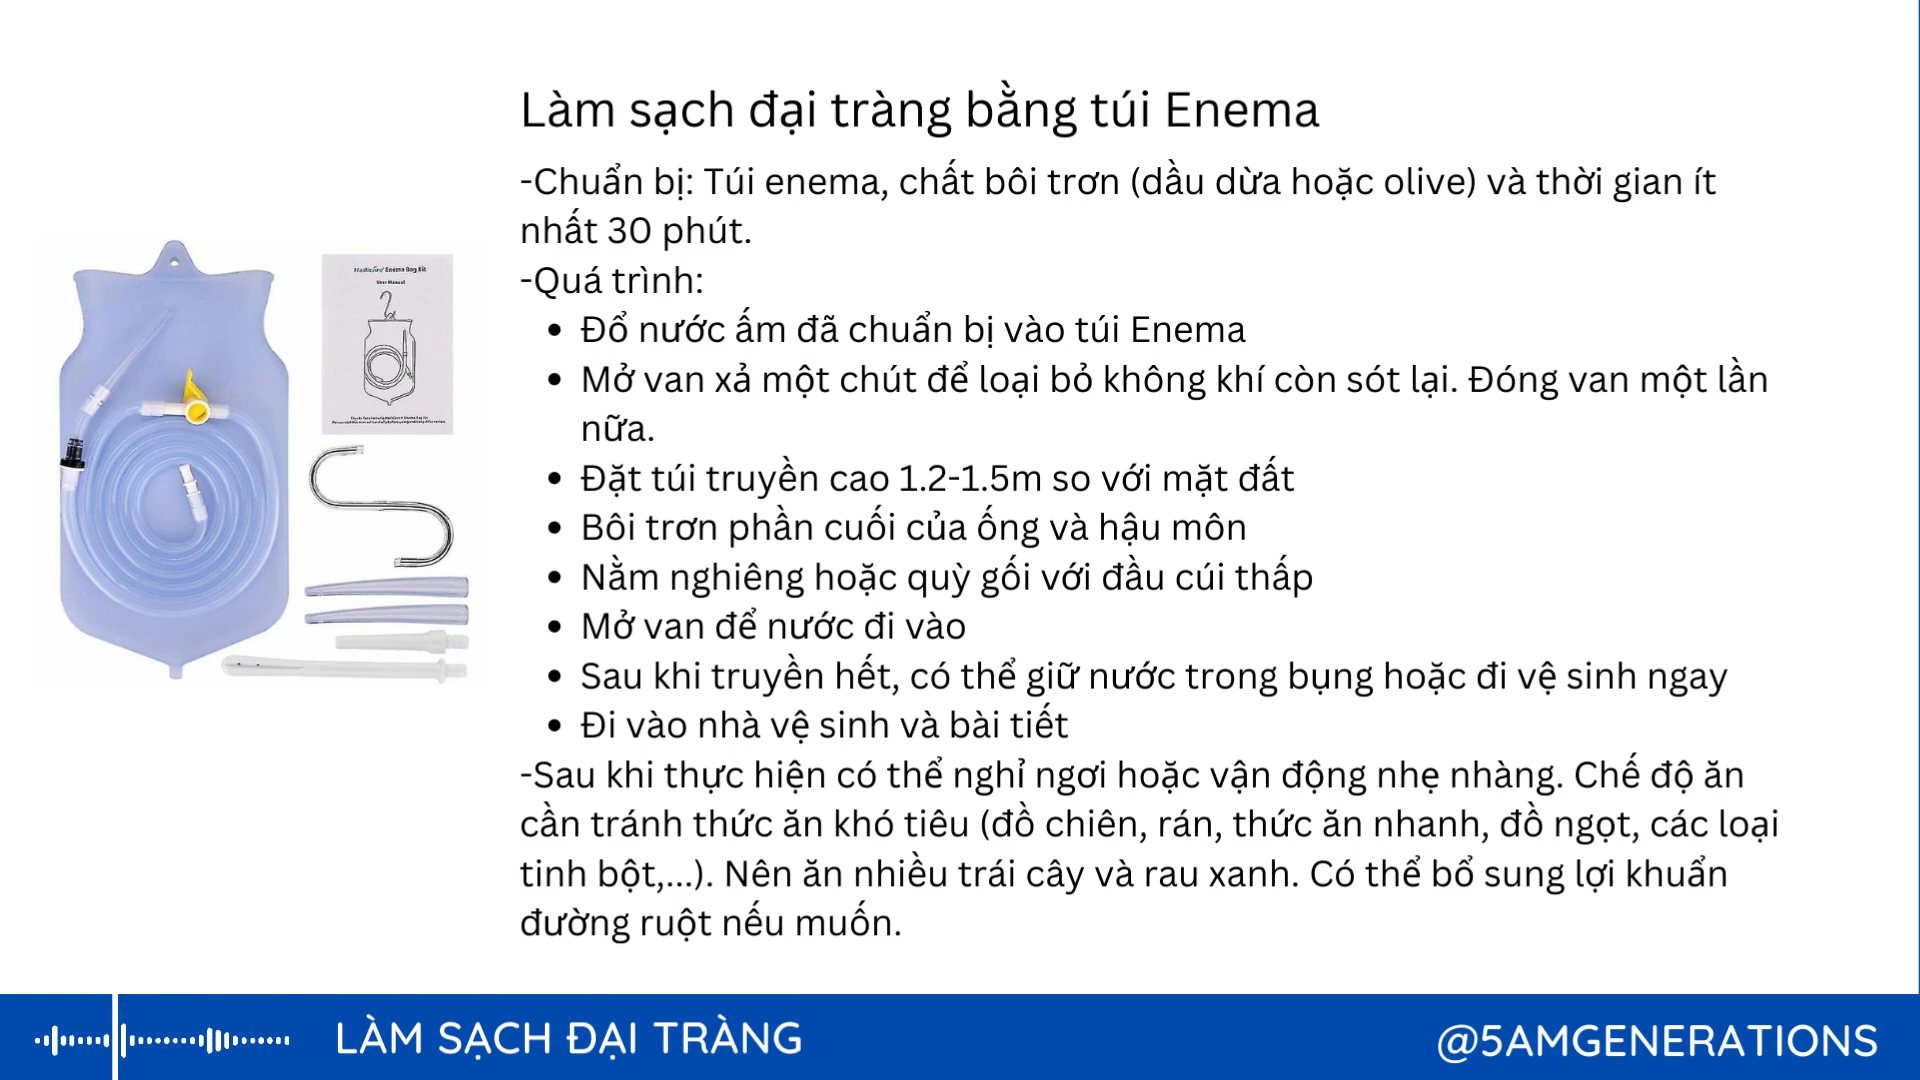 Làm sạch đại tràng bằng túi Enema
-Chuẩn bị: Túi enema, chất bôi trơn (dầu dừa hoặc olive) và thời gian ít
nhất 30 phút.
-Quá trình:
• Đổ nước ấm đã chuẩn bị vào túi Enema
• Mở van xả một chút để loại bỏ không khí còn sót lại. Đóng van một lần
nữa.
• Đặt túi truyền cao 1.2-1.5m so với mặt đất
• Bôi trơn phần cuối của ống và hậu môn
• Nằm nghiêng hoặc quỳ gối với đầu cúi thấp
• Mở van để nước đi vào
• Sau khi truyền hết, có thể giữ nước trong bụng hoặc đi vệ sinh ngay
• Đi vào nhà vệ sinh và bài tiết
-Sau khi thực hiện có thể nghỉ ngơi hoặc vận động nhẹ nhàng. Chế độ ăn
cần tránh thức ăn khó tiêu (đồ chiên, rán, thức ăn nhanh, đồ ngọt, các loại
tinh bột,...). Nên ăn nhiều trái cây và rau xanh. Có thể bổ sung lợi khuẩn
đường ruột nếu muốn.
Enema Bag Kit
User Manual
LÀM SẠCH ĐẠI TRÀNG
@5AMGENERATIONS